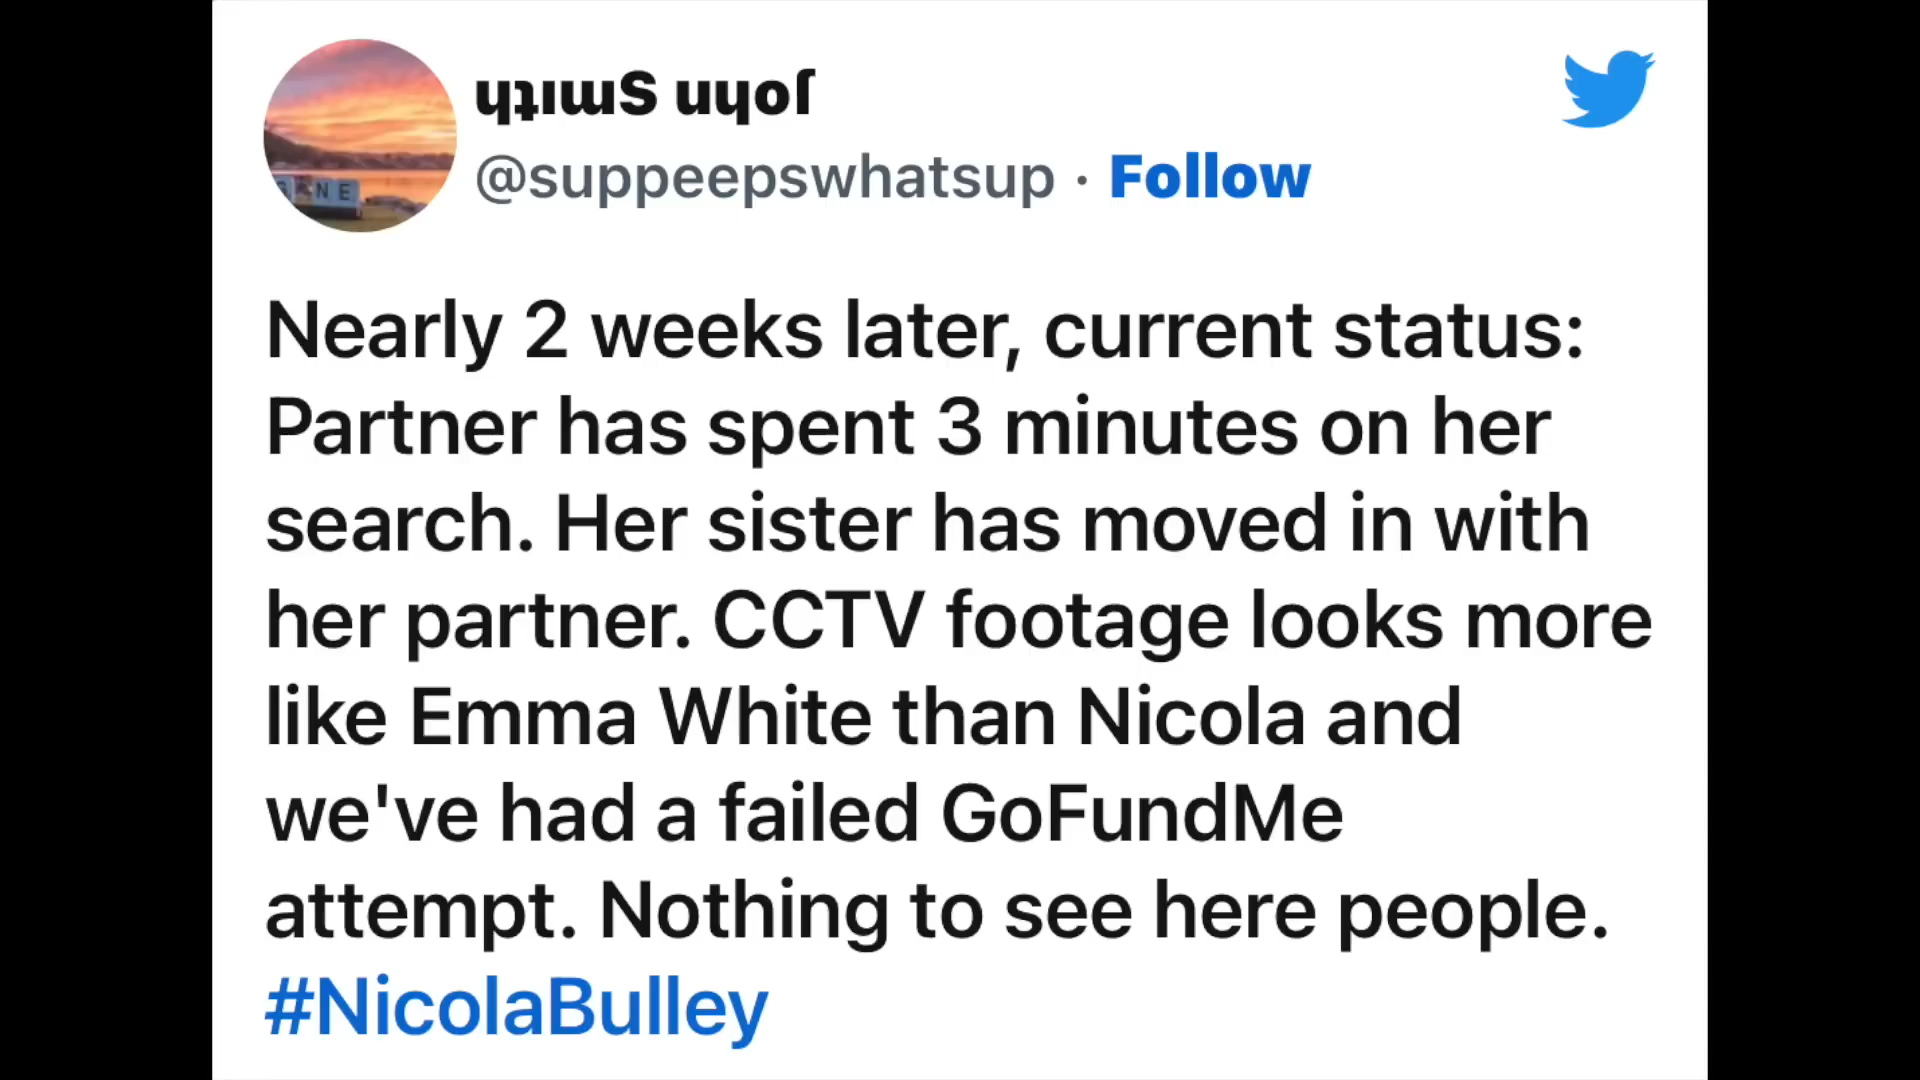 ɥʇıɯS uɥoſ
@suppeepswhatsup · Follow
Nearly 2 weeks later, current status:
Partner has spent 3 minutes on her
search. Her sister has moved in with
her partner. CCTV footage looks more
like Emma White than Nicola and
we've had a failed GoFundMe
attempt. Nothing to see here people.
#NicolaBulley